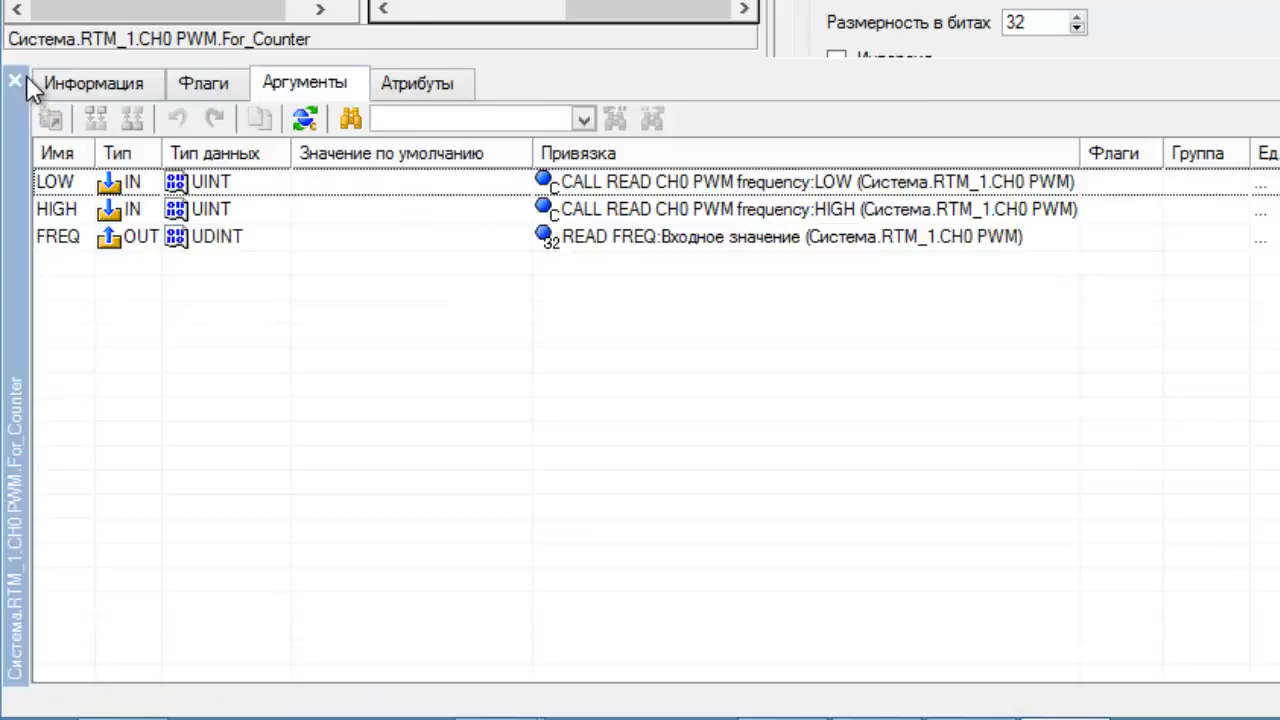 Размерность в битах 32
Система.RTM_1.CH0 PWM.For_Counter
Информация Флаги Аргументы Атрибуты
Имя Тип Тип данных Значение по умолчанию Привязка Флаги Группа Ед.
LOW IN UINT C CALL READ CH0 PWM frequency:LOW (Система.RTM_1.CH0 PWM) ...
HIGH IN UINT C CALL READ CH0 PWM frequency:HIGH (Система.RTM_1.CH0 PWM) ...
FREQ OUT UDINT 32 READ FREQ:Входное значение (Система.RTM_1.CH0 PWM) ...
Система.RTM_1.CH0 PWM.For_Counter